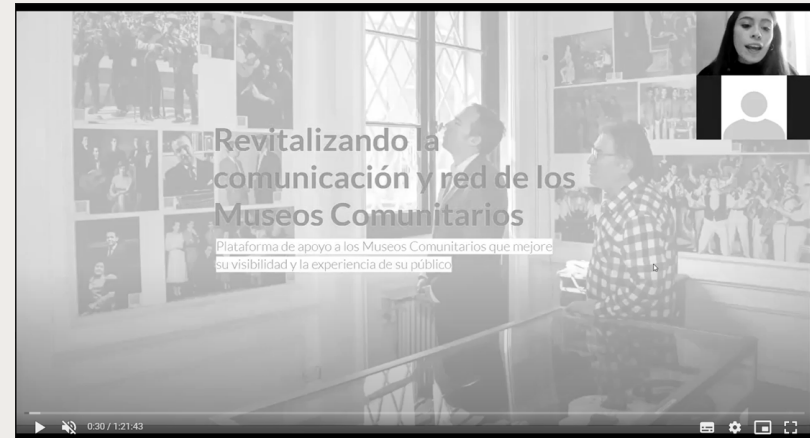 Revitalizando la
comunicación y red de los
Museos Comunitarios
Plataforma de apoyo a los Museos Comunitarios que mejore
su visibilidad y la experiencia de su público
0:30 / 1:21:43